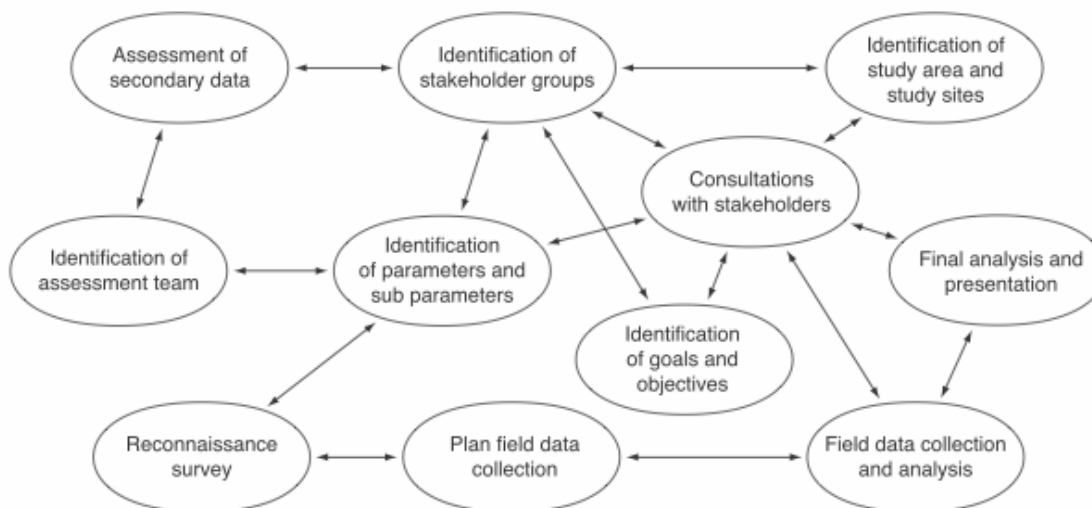 Assessment of
secondary data
Identification of
stakeholder groups
Identification of
study area and
study sites
Consultations
with stakeholders
Identification of
assessment team
Identification
of parameters and
sub parameters
Final analysis and
presentation
Identification
of goals and
objectives
Reconnaissance
survey
Plan field data
collection
Field data collection
and analysis